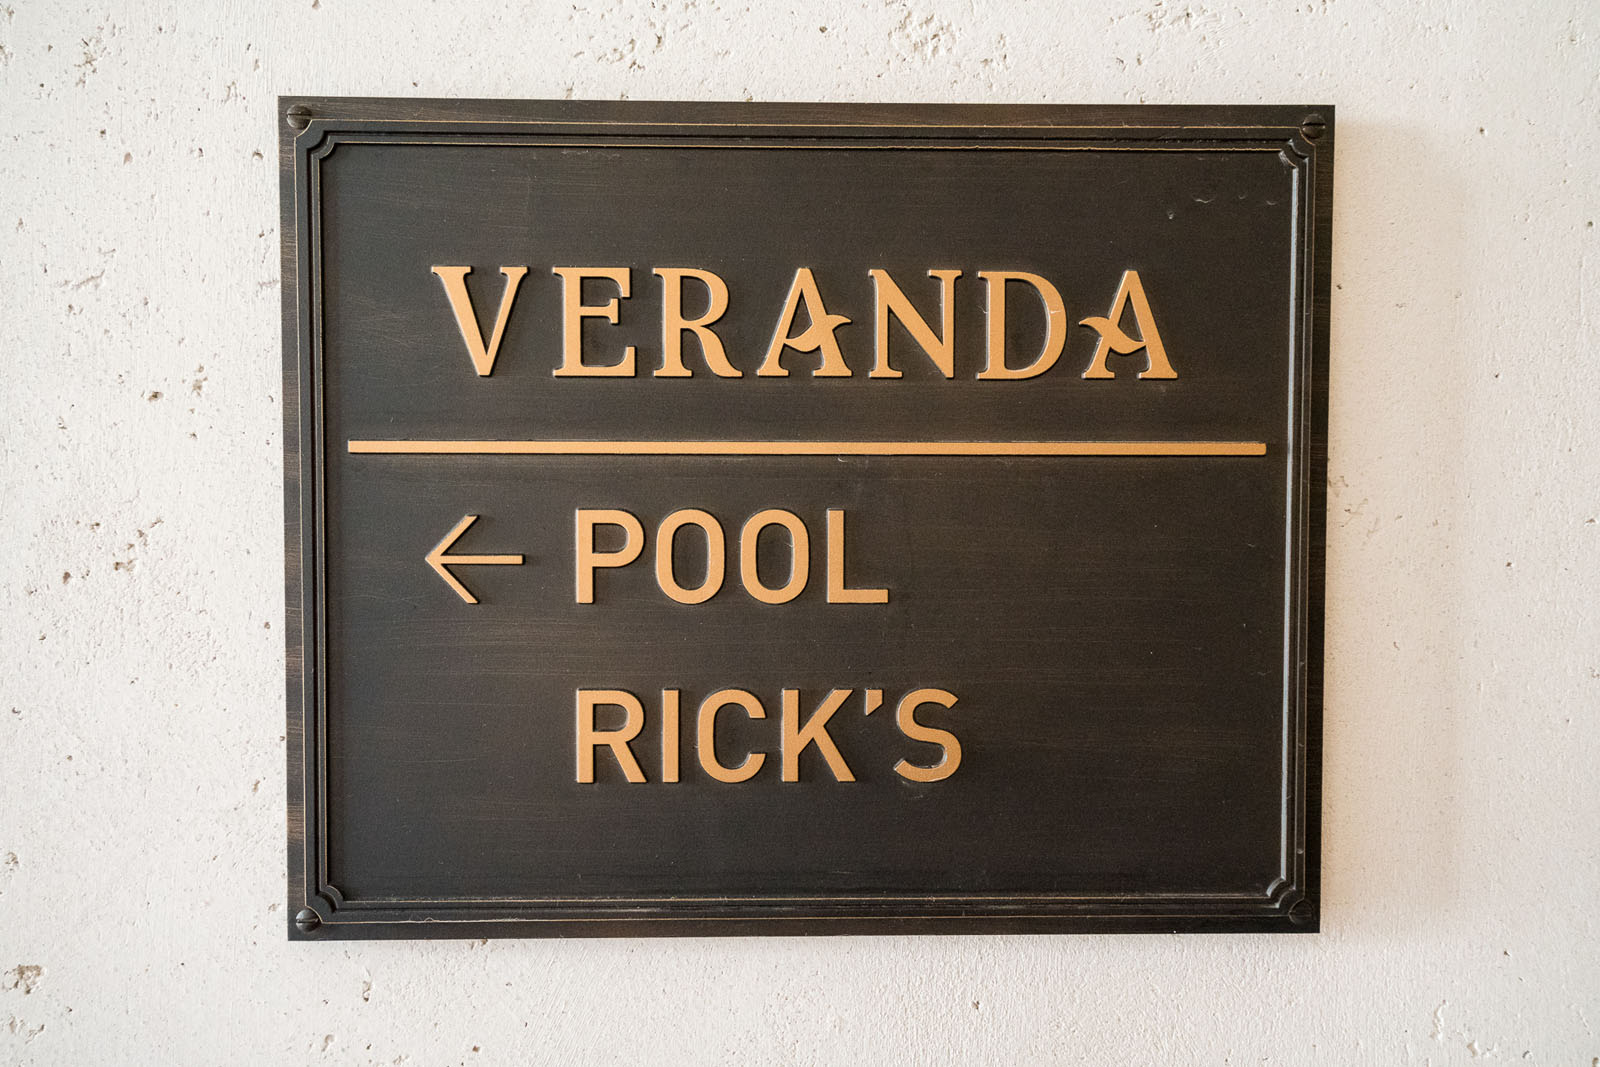 VERANDA
← POOL
RICK'S